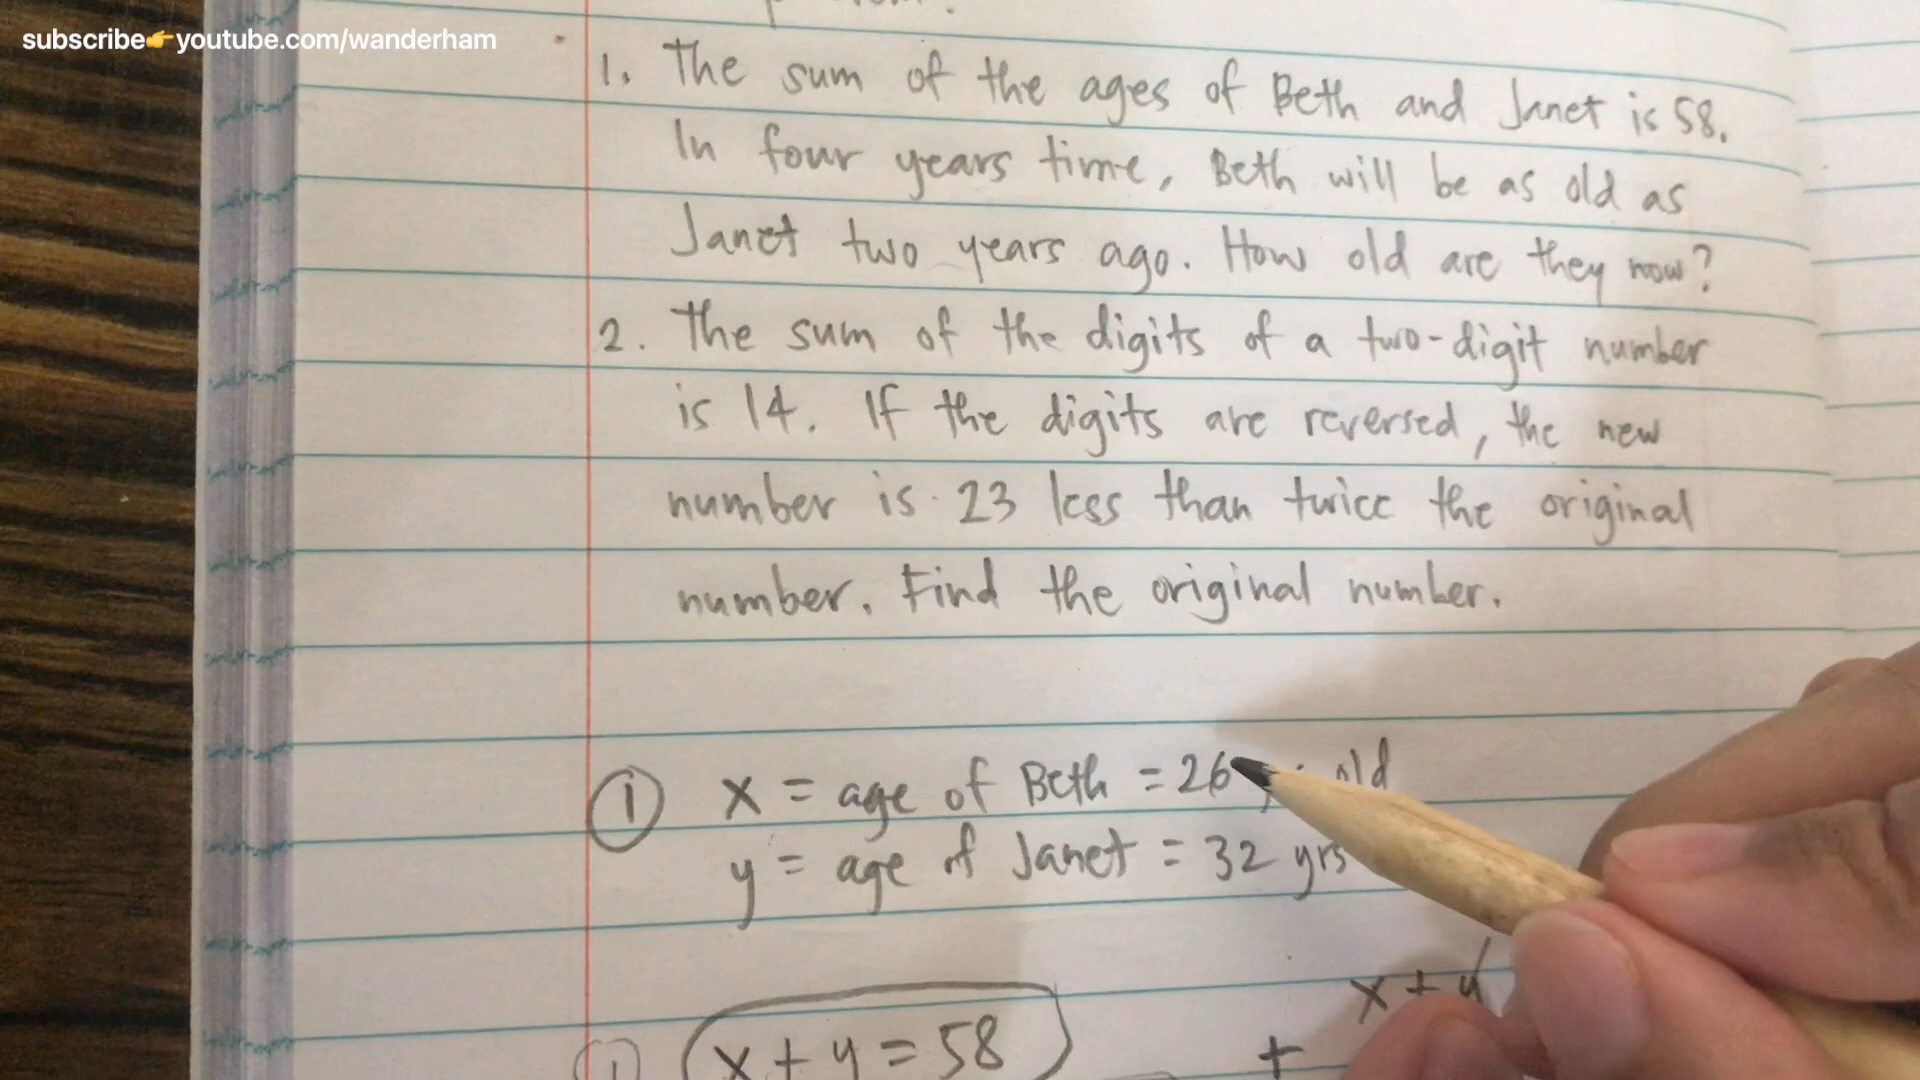 subscribe👉youtube.com/wanderham
1. The sum of the ages of Beth and Janet is 58.
In four years time, Beth will be as old as
Janet two years ago. How old are they now?
2. The sum of the digits of a two-digit number
is 14. If the digits are reversed, the new
number is 23 less than twice the original
number. Find the original number.
① x = age of Beth = 26 old
y = age of Janet = 32 yrs
x + y
① x + y = 58 +